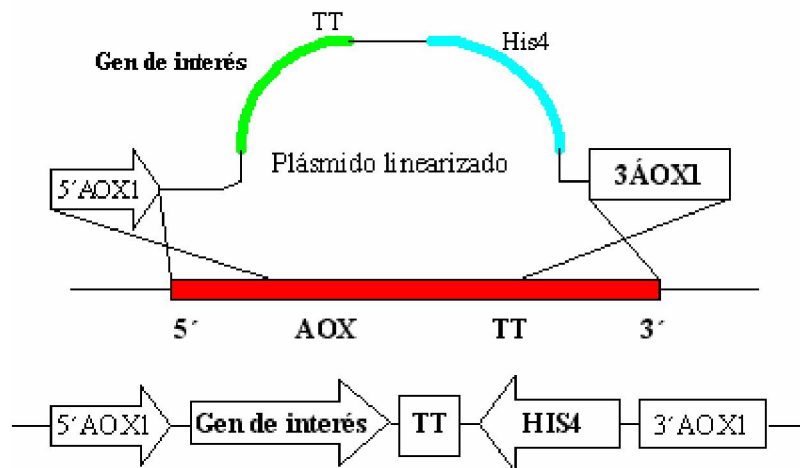 TT
His4
Gen de interés
Plásmido linearizado
5´AOX1
3ÁOX1
5´ AOX TT 3´
5´AOX1 Gen de interés TT HIS4 3´AOX1